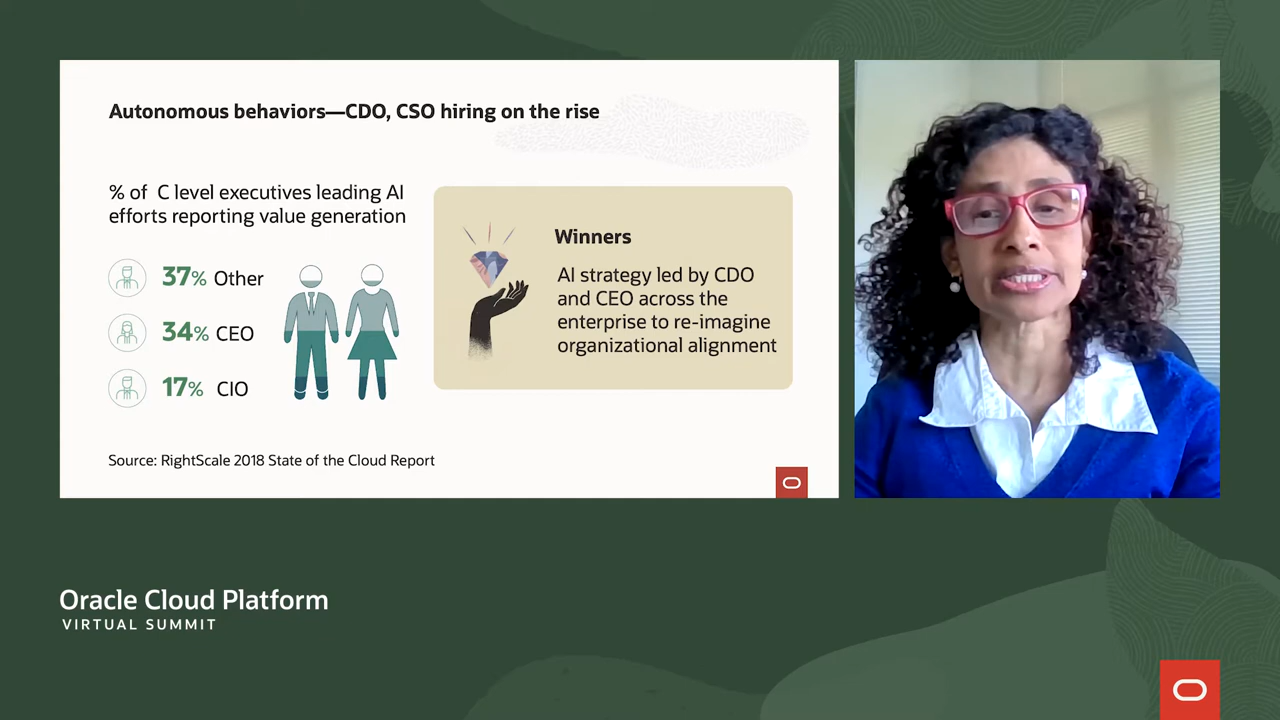 Autonomous behaviors—CDO, CSO hiring on the rise
% of C level executives leading AI
efforts reporting value generation
37% Other
34% CEO
17% CIO
Winners
AI strategy led by CDO
and CEO across the
enterprise to re-imagine
organizational alignment
Source: RightScale 2018 State of the Cloud Report
Oracle Cloud Platform
VIRTUAL SUMMIT